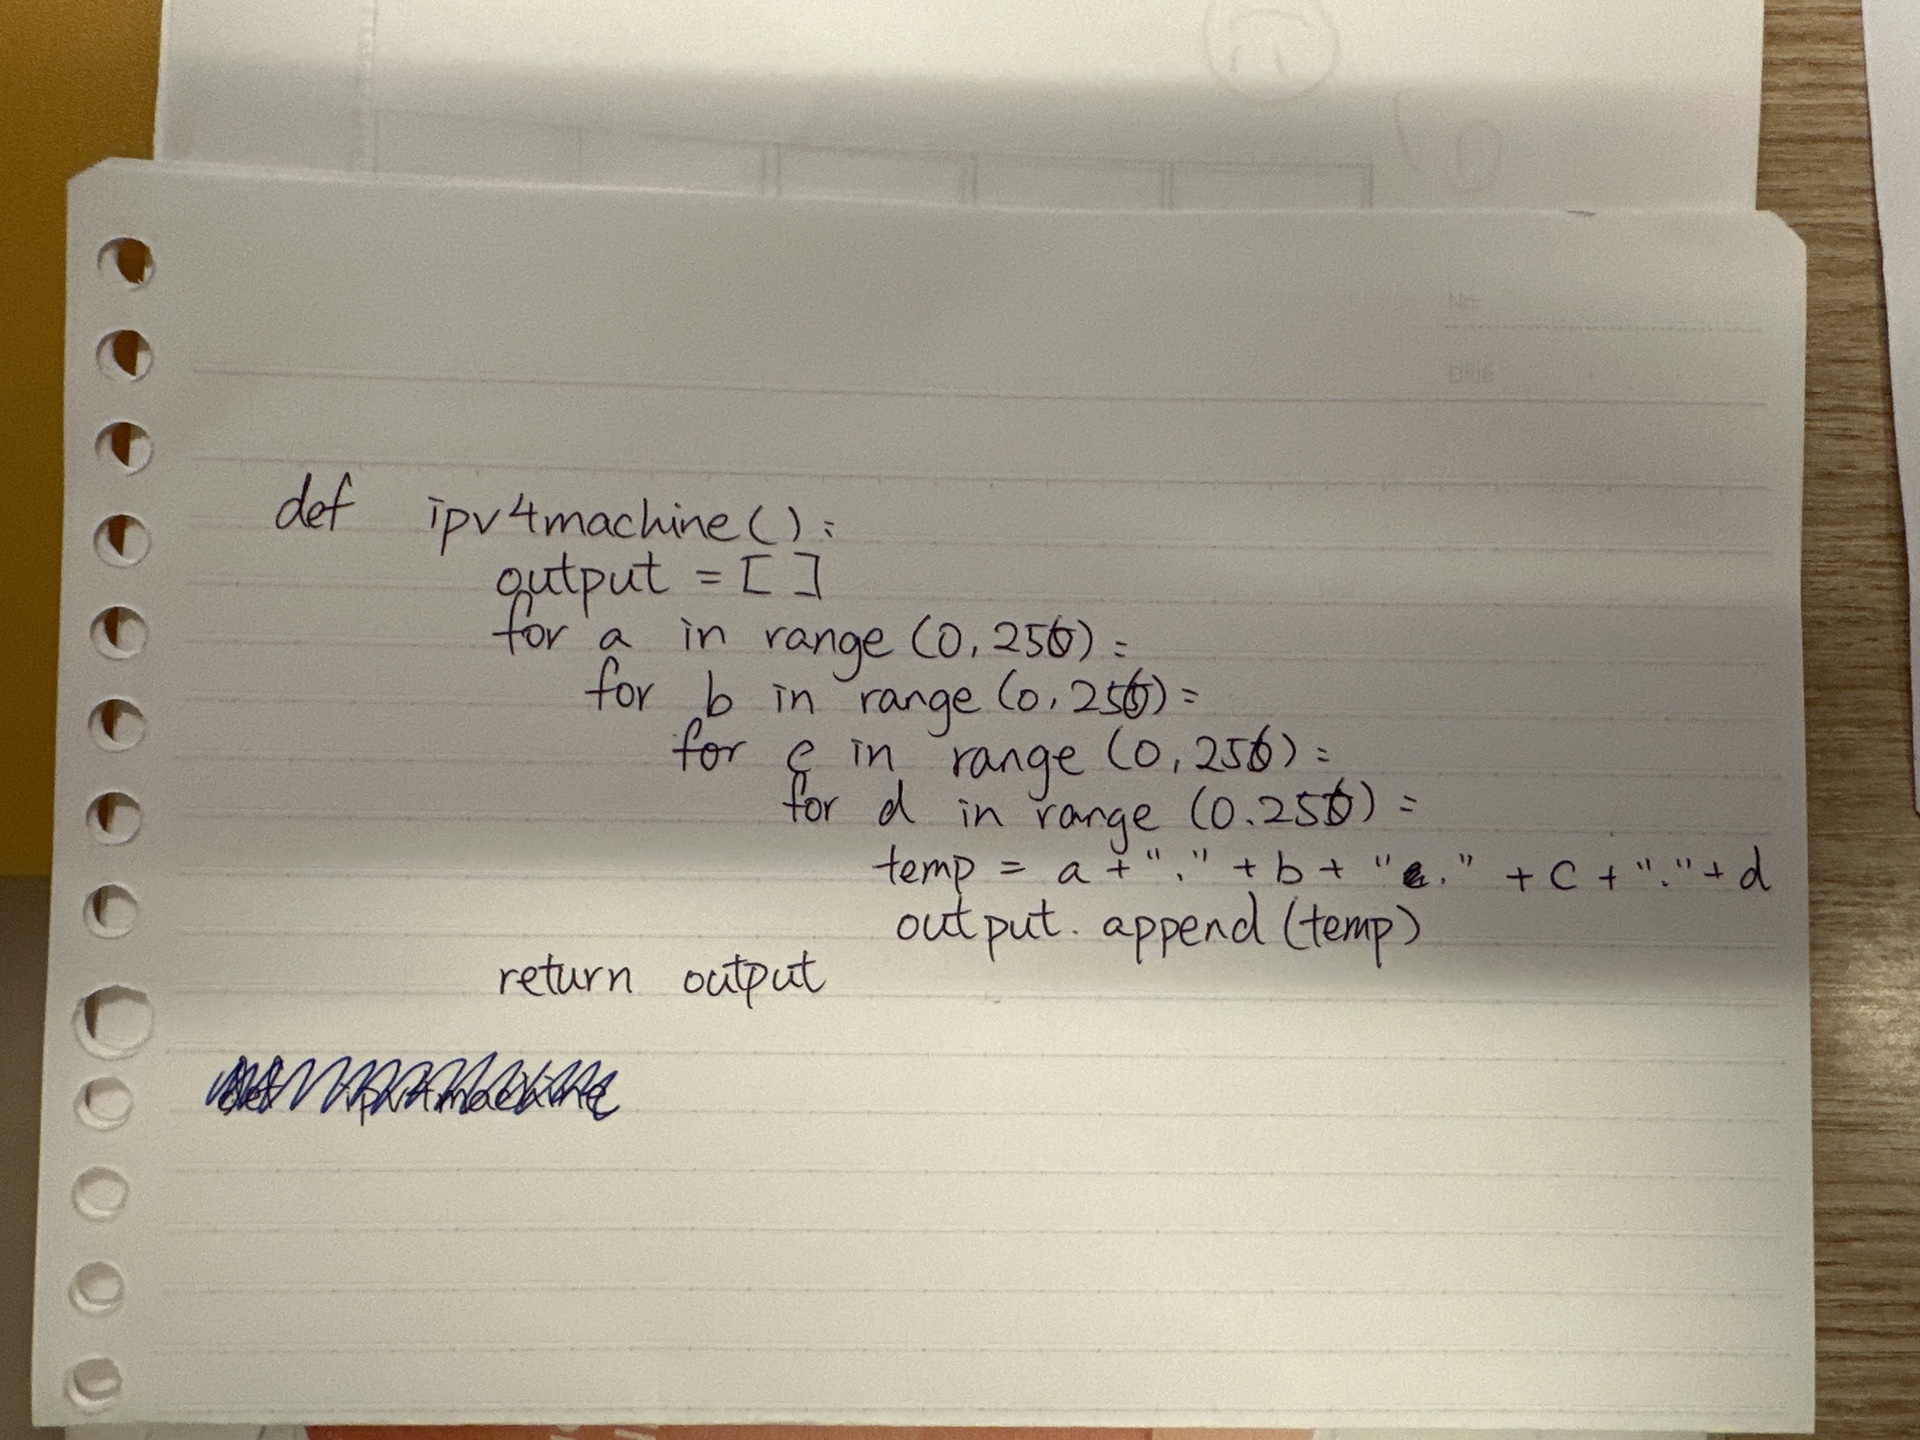 No.
Date
def ipv4machine():
output = []
for a in range (0, 256):
for b in range (0, 256):
for c in range (0, 256):
for d in range (0.256):
temp = a + "." + b + "." + c + "." + d
output. append (temp)
return output